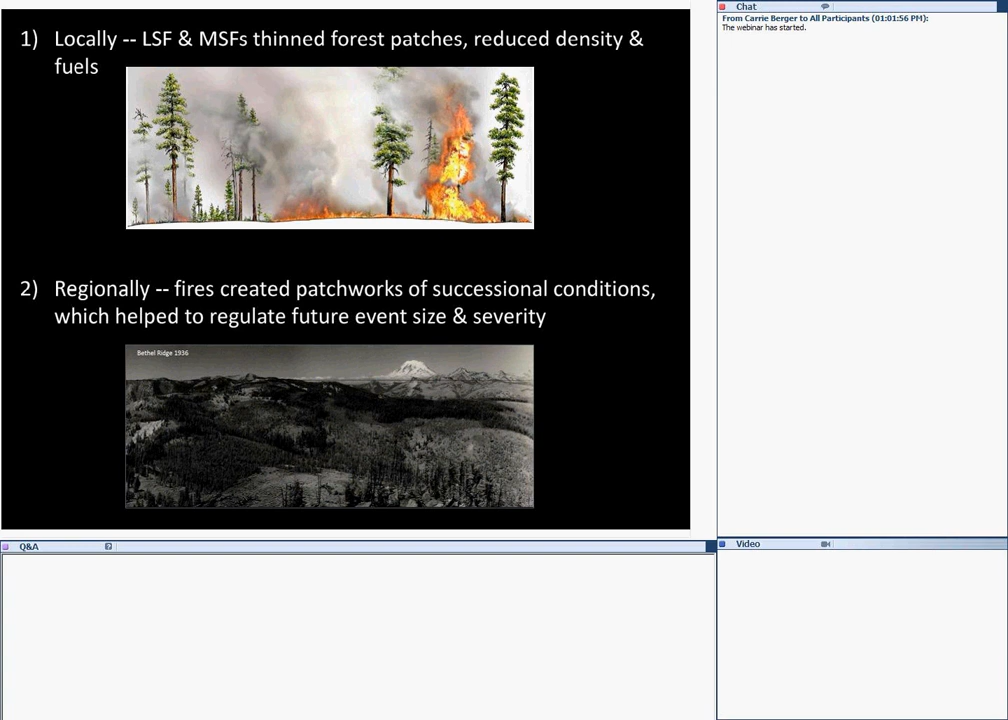 1) Locally -- LSF & MSFs thinned forest patches, reduced density &
fuels
2) Regionally -- fires created patchworks of successional conditions,
which helped to regulate future event size & severity
Bethel Ridge 1936
Chat
From Carrie Berger to All Participants (01:01:56 PM):
The webinar has started.
Q&A
?
Video